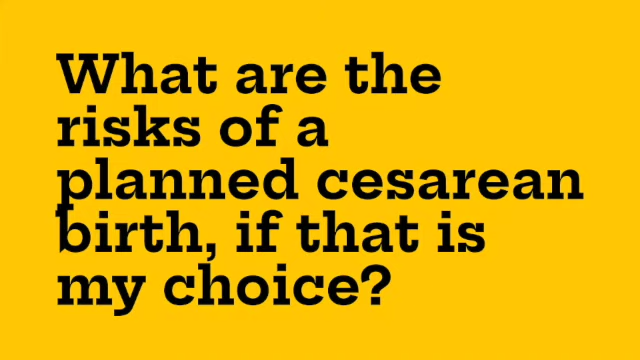 What are the
risks of a
planned cesarean
birth, if that is
my choice?